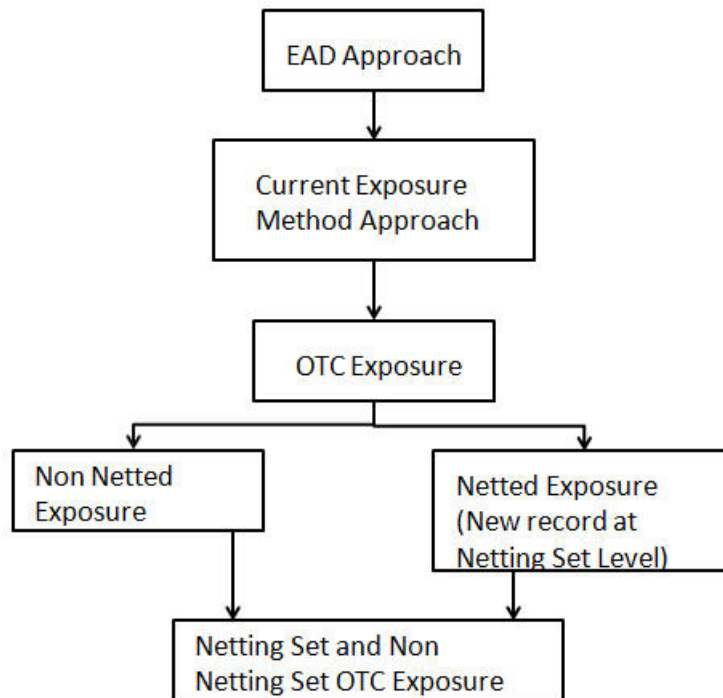 EAD Approach
Current Exposure
Method Approach
OTC Exposure
Non Netted
Exposure
Netted Exposure
(New record at
Netting Set Level)
Netting Set and Non
Netting Set OTC Exposure